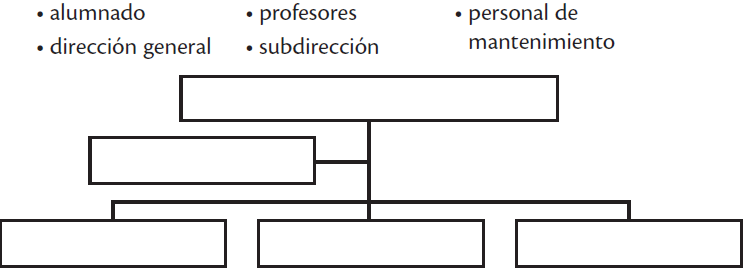 • alumnado
• dirección general
• profesores
• subdirección
• personal de
mantenimiento